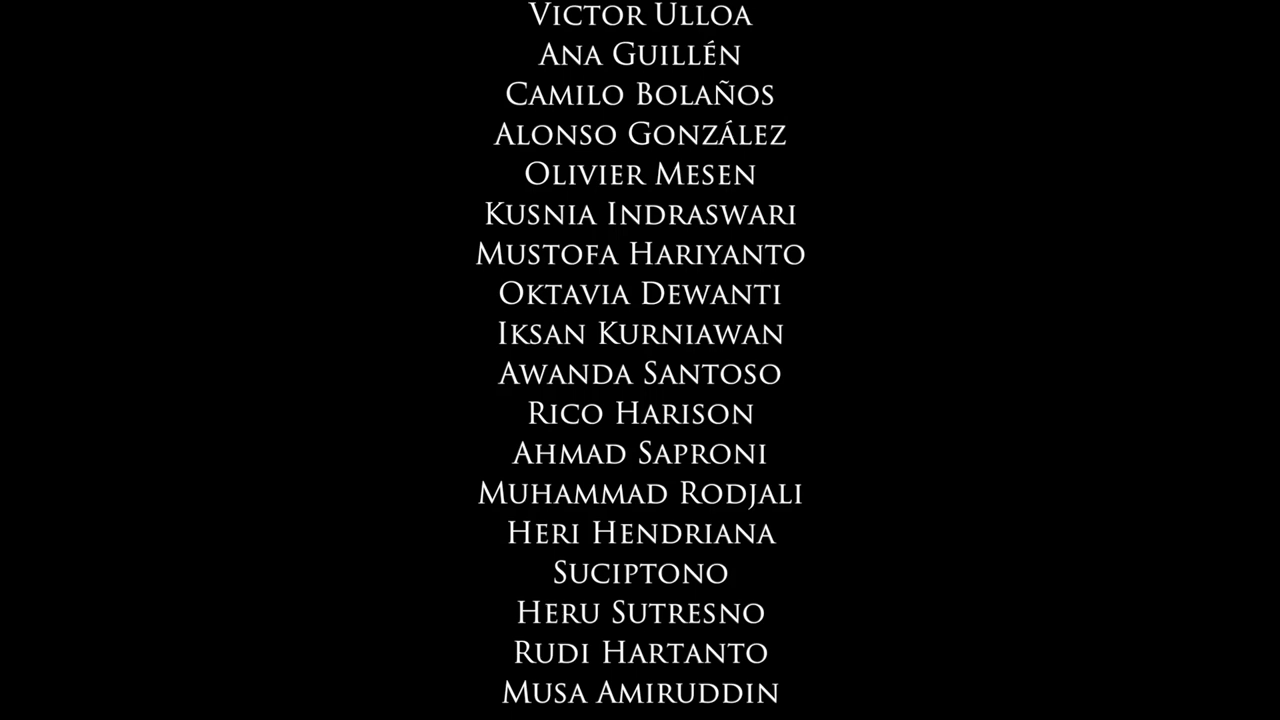 Victor Ulloa
Ana Guillén
Camilo Bolaños
Alonso González
Olivier Mesen
Kusnia Indraswari
Mustofa Hariyanto
Oktavia Dewanti
Iksan Kurniawan
Awanda Santoso
Rico Harison
Ahmad Saproni
Muhammad Rodjali
Heri Hendriana
Suciptono
Heru Sutresno
Rudi Hartanto
Musa Amiruddin